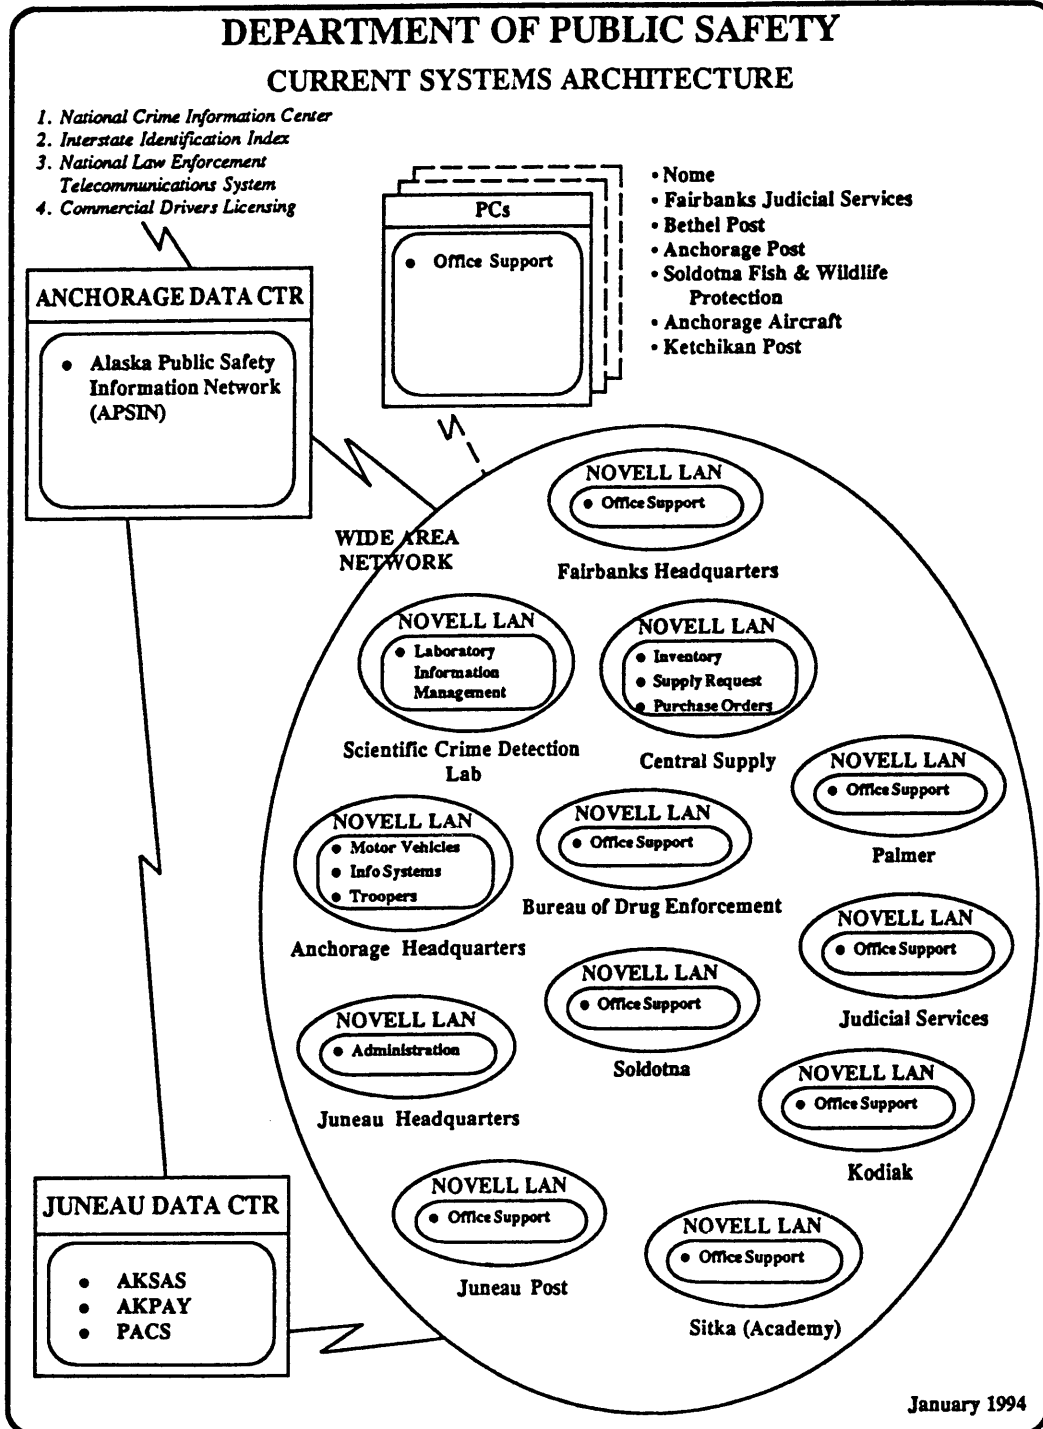 DEPARTMENT OF PUBLIC SAFETY
CURRENT SYSTEMS ARCHITECTURE
1. National Crime Information Center
2. Interstate Identification Index
3. National Law Enforcement
Telecommunications System
4. Commercial Drivers Licensing
PCs
• Office Support
• Nome
• Fairbanks Judicial Services
• Bethel Post
• Anchorage Post
• Soldotna Fish & Wildlife
Protection
• Anchorage Aircraft
• Ketchikan Post
ANCHORAGE DATA CTR
• Alaska Public Safety
Information Network
(APSIN)
WIDE AREA
NETWORK
NOVELL LAN
• Office Support
Fairbanks Headquarters
NOVELL LAN
• Laboratory
Information
Management
Scientific Crime Detection
Lab
NOVELL LAN
• Inventory
• Supply Request
• Purchase Orders
Central Supply
NOVELL LAN
• Office Support
Palmer
NOVELL LAN
• Motor Vehicles
• Info Systems
• Troopers
Anchorage Headquarters
NOVELL LAN
• Office Support
Bureau of Drug Enforcement
NOVELL LAN
• Office Support
Judicial Services
NOVELL LAN
• Office Support
Soldotna
NOVELL LAN
• Administration
Juneau Headquarters
NOVELL LAN
• Office Support
Kodiak
NOVELL LAN
• Office Support
Juneau Post
NOVELL LAN
• Office Support
Sitka (Academy)
JUNEAU DATA CTR
• AKSAS
• AKPAY
• PACS
January 1994